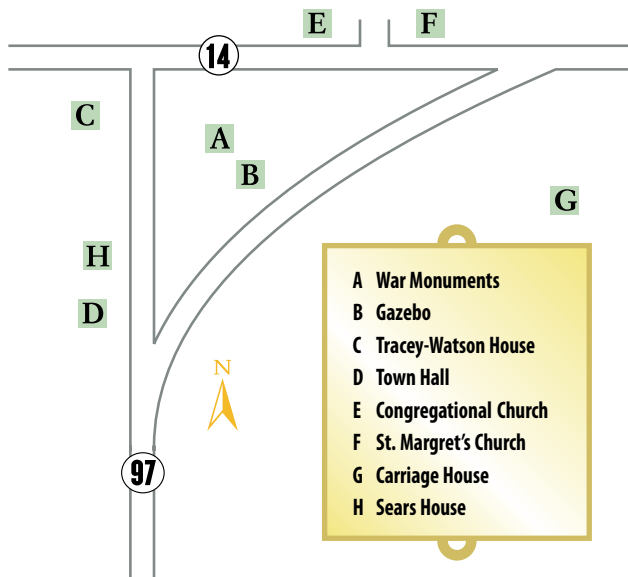 E
F
14
C
A
B
G
H
D
N
97
A War Monuments
B Gazebo
C Tracey-Watson House
D Town Hall
E Congregational Church
F St. Margret's Church
G Carriage House
H Sears House